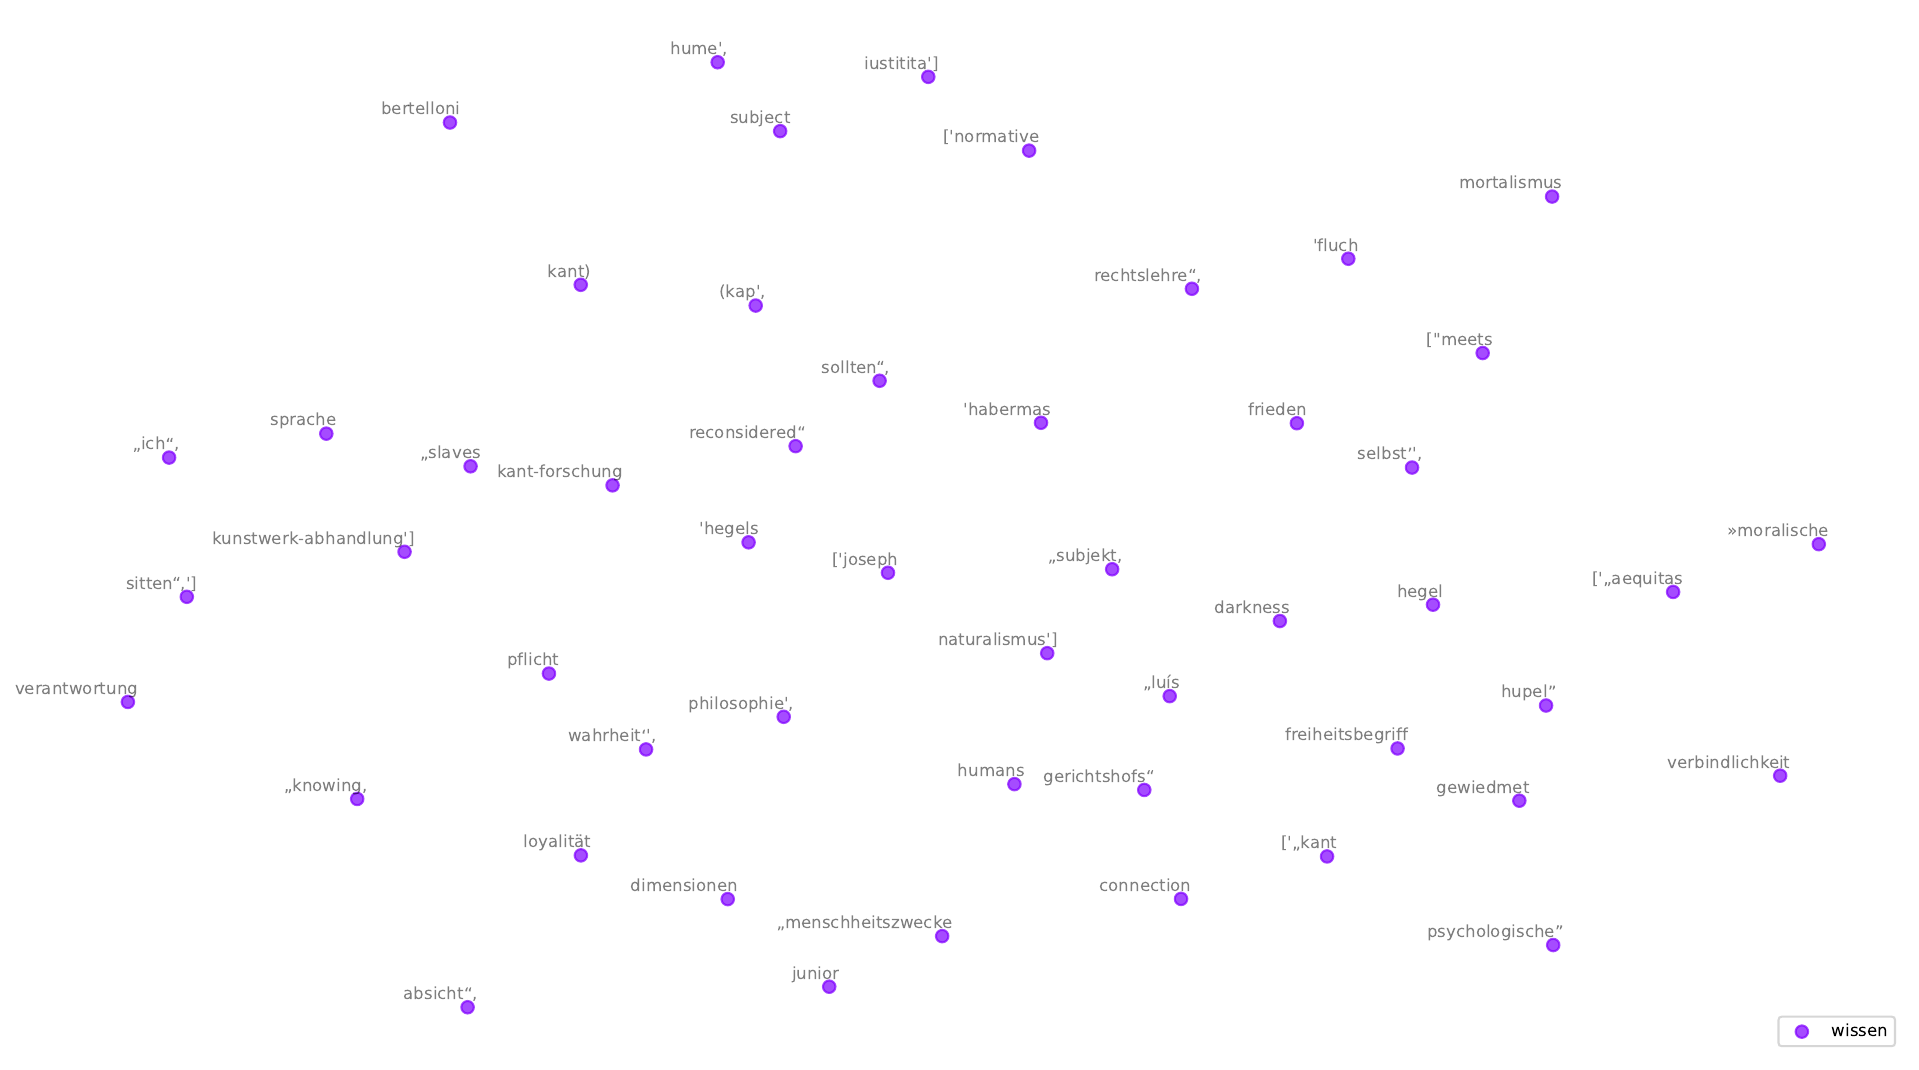 hume',
iustitita']
bertelloni
subject
['normative
mortalismus
'fluch
kant)
rechtslehre“,
(kap',
["meets
sollten“,
'habermas
frieden
sprache
reconsidered“
„ich“,
„slaves
selbst‘',
kant-forschung
'hegels
»moralische
kunstwerk-abhandlung']
„subjekt,
['joseph
['„aequitas
sitten“,']
hegel
darkness
naturalismus']
pflicht
„luís
verantwortung
hupel”
philosophie',
freiheitsbegriff
wahrheit‘',
verbindlichkeit
humans
gerichtshofs“
„knowing,
gewiedmet
loyalität
['„kant
dimensionen
connection
„menschheitszwecke
psychologische”
junior
absicht“,
wissen